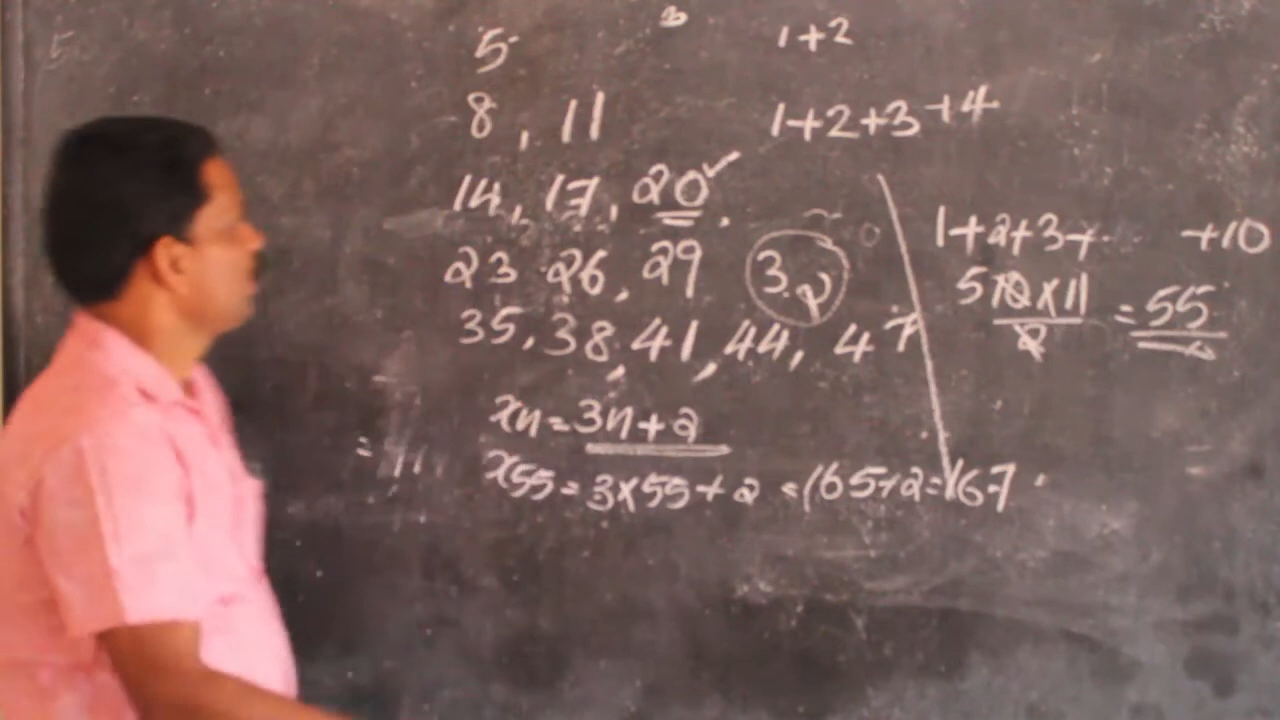 5
8, 11
14, 17, 20 ✓.
23 26, 29
35, 38, 41, 44, 47
xn = 3n + 2
x55 = 3×55 + 2 = 165+2 = 167
1+2
1+2+3+4
1+2+3+... +10
5 10×11 / 2 = 55